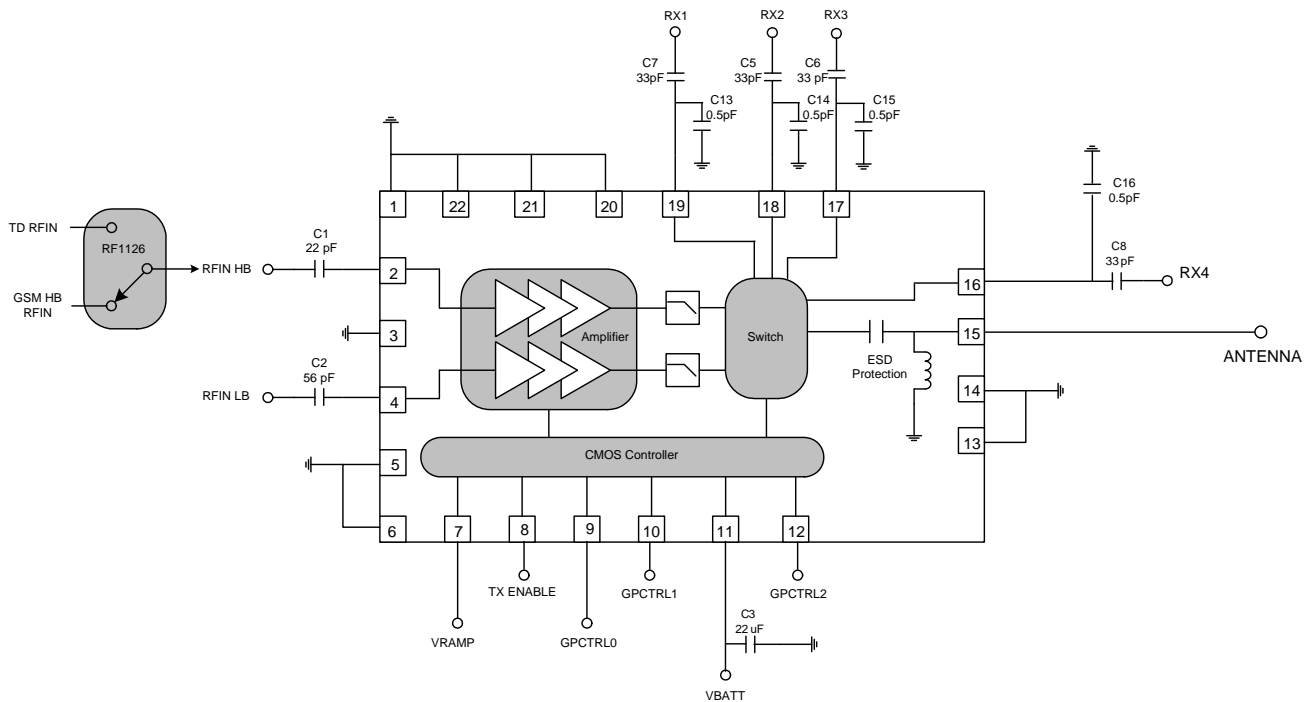 RX1
RX2
RX3
C7
33pF
C5
33pF
C6
33 pF
C13
0.5pF
C14
0.5pF
C15
0.5pF
C16
0.5pF
C8
33 pF
RX4
1
22
21
20
19
18
17
TD RFIN
RF1126
GSM HB
RFIN
RFIN HB
C1
22 pF
2
16
3
Amplifier
Switch
15
ESD
Protection
ANTENNA
C2
56 pF
RFIN LB
4
14
13
5
CMOS Controller
6
7
8
9
10
11
12
TX ENABLE
GPCTRL1
GPCTRL2
VRAMP
GPCTRL0
C3
22 uF
VBATT